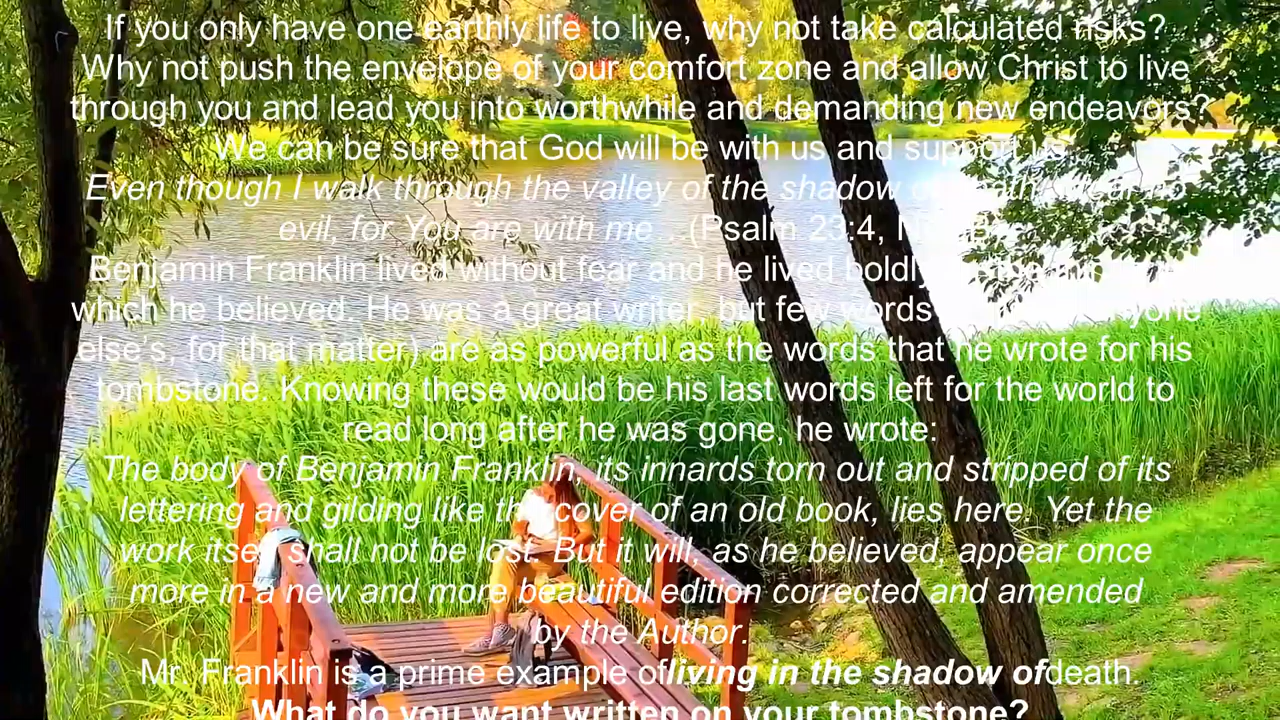 If you only have one earthly life to live, why not take calculated risks?
Why not push the envelope of your comfort zone and allow Christ to live
through you and lead you into worthwhile and demanding new endeavors?
We can be sure that God will be with us and support us.
Even though I walk through the valley of the shadow of death, I fear no
evil, for You are with me…(Psalm 23:4,
Benjamin Franklin lived without fear and he lived boldly
which he believed. He was a great writer, but few words
else's, for that matter) are as powerful as the words that he wrote for his
tombstone. Knowing these would be his last words left for the world to
read long after he was gone, he wrote:
The body of Benjamin Franklin, its innards torn out and stripped of its
lettering and gilding like the cover of an old book, lies here. Yet the
work itself shall not be lost. But it will, as he believed, appear once
more in a new and more beautiful edition corrected and amended
by the Author.
Mr. Franklin is a prime example ofliving in the shadow ofdeath.
What do you want written on your tombstone?